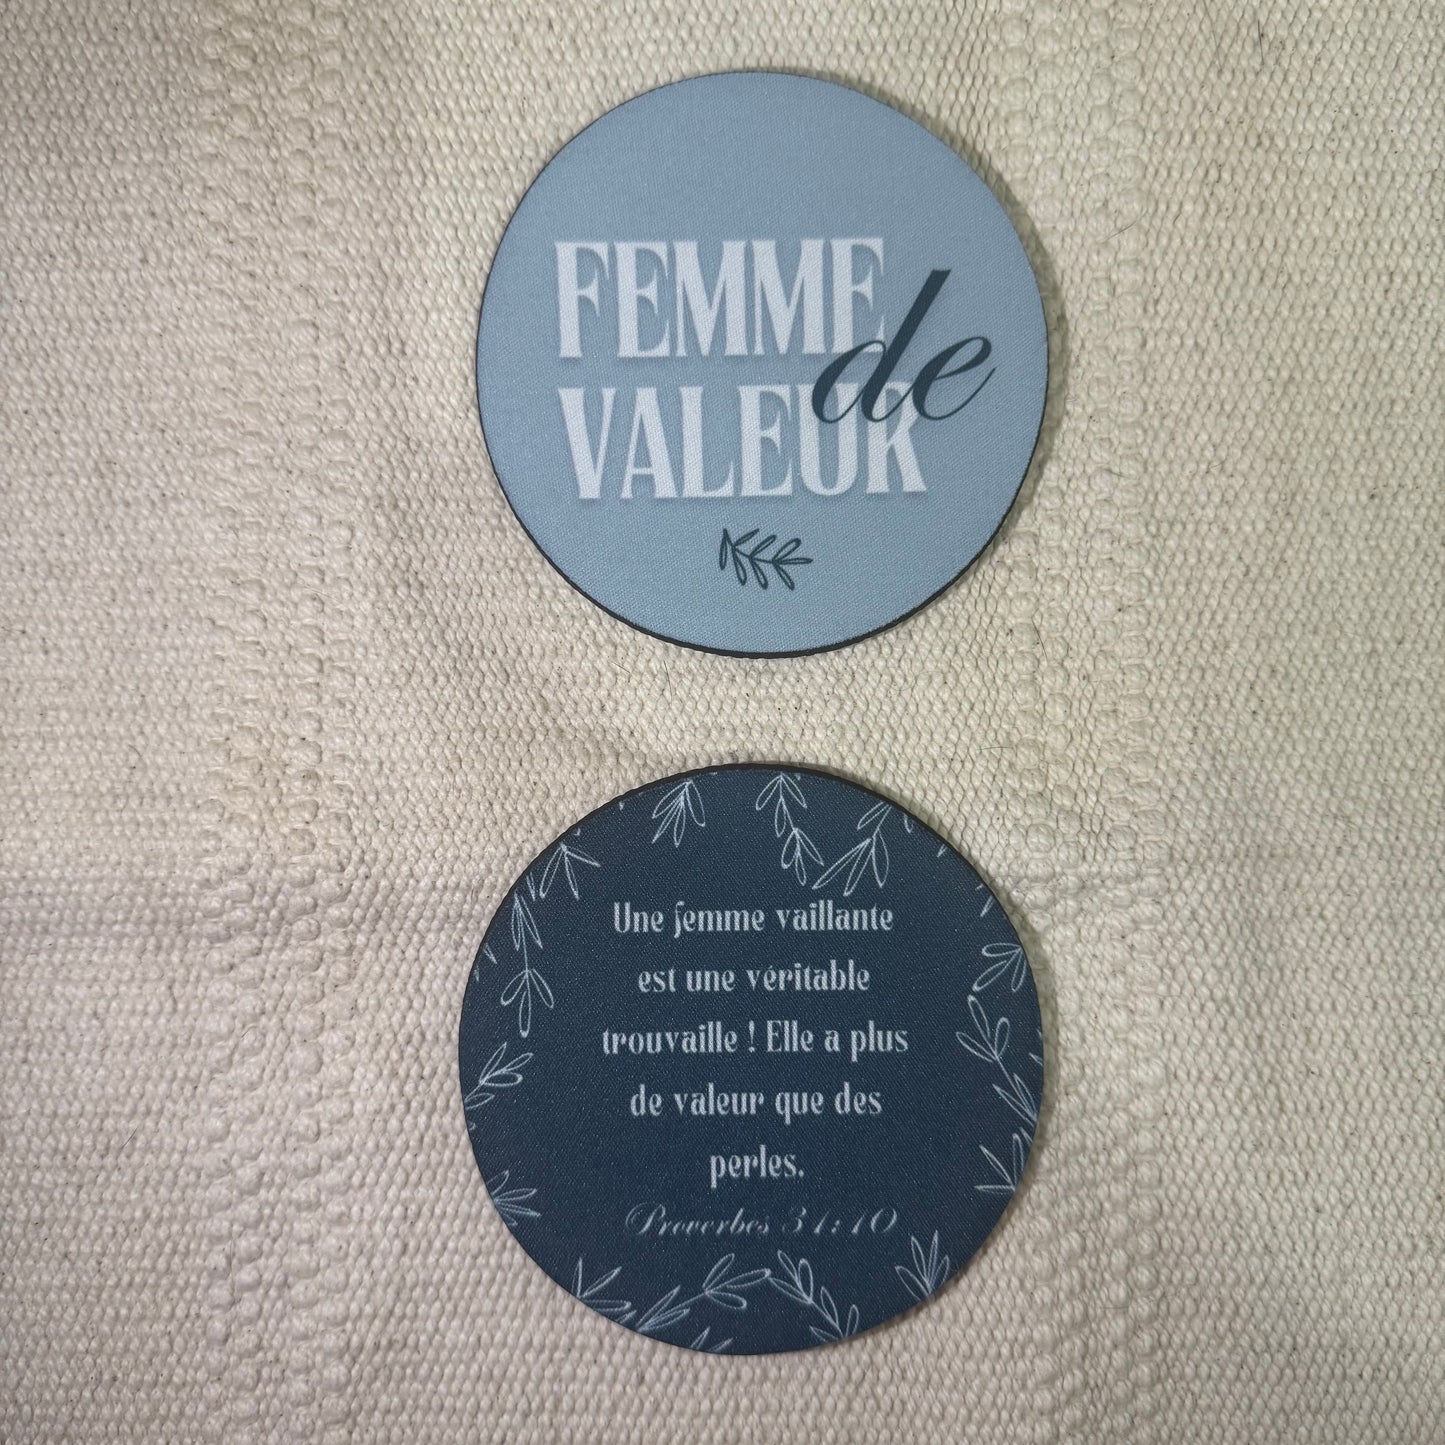 FEMME
de
VALEUR
Une femme vaillante
est une véritable
trouvaille ! Elle a plus
de valeur que des
perles.
Proverbes 31:10